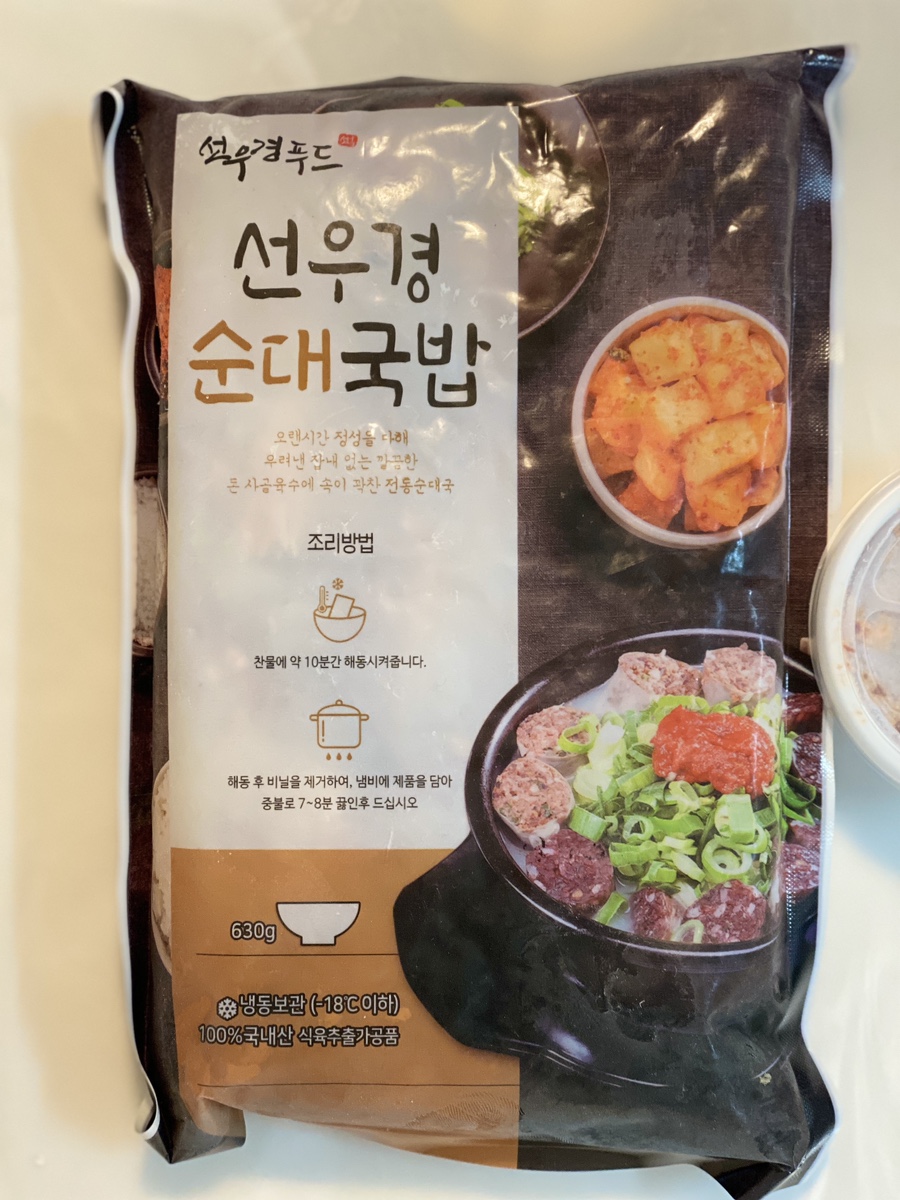 선우경푸드
선우경
순대국밥
오랜시간 정성을 다해
우려낸 잡내 없는 깔끔한
돈 사골육수에 속이 꽉찬 전통순대국
조리방법
찬물에 약 10분간 해동시켜줍니다.
해동 후 비닐을 제거하여, 냄비에 제품을 담아
중불로 7~8분 끓인후 드십시오
630g
냉동보관 (-18℃ 이하)
100%국내산 식육추출가공품